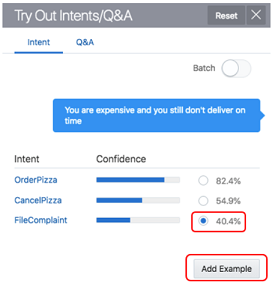 Try Out Intents/Q&A Reset
Intent Q&A
Batch
You are expensive and you still don't deliver on
time
Intent Confidence
OrderPizza 82.4%
CancelPizza 54.9%
FileComplaint 40.4%
Add Example